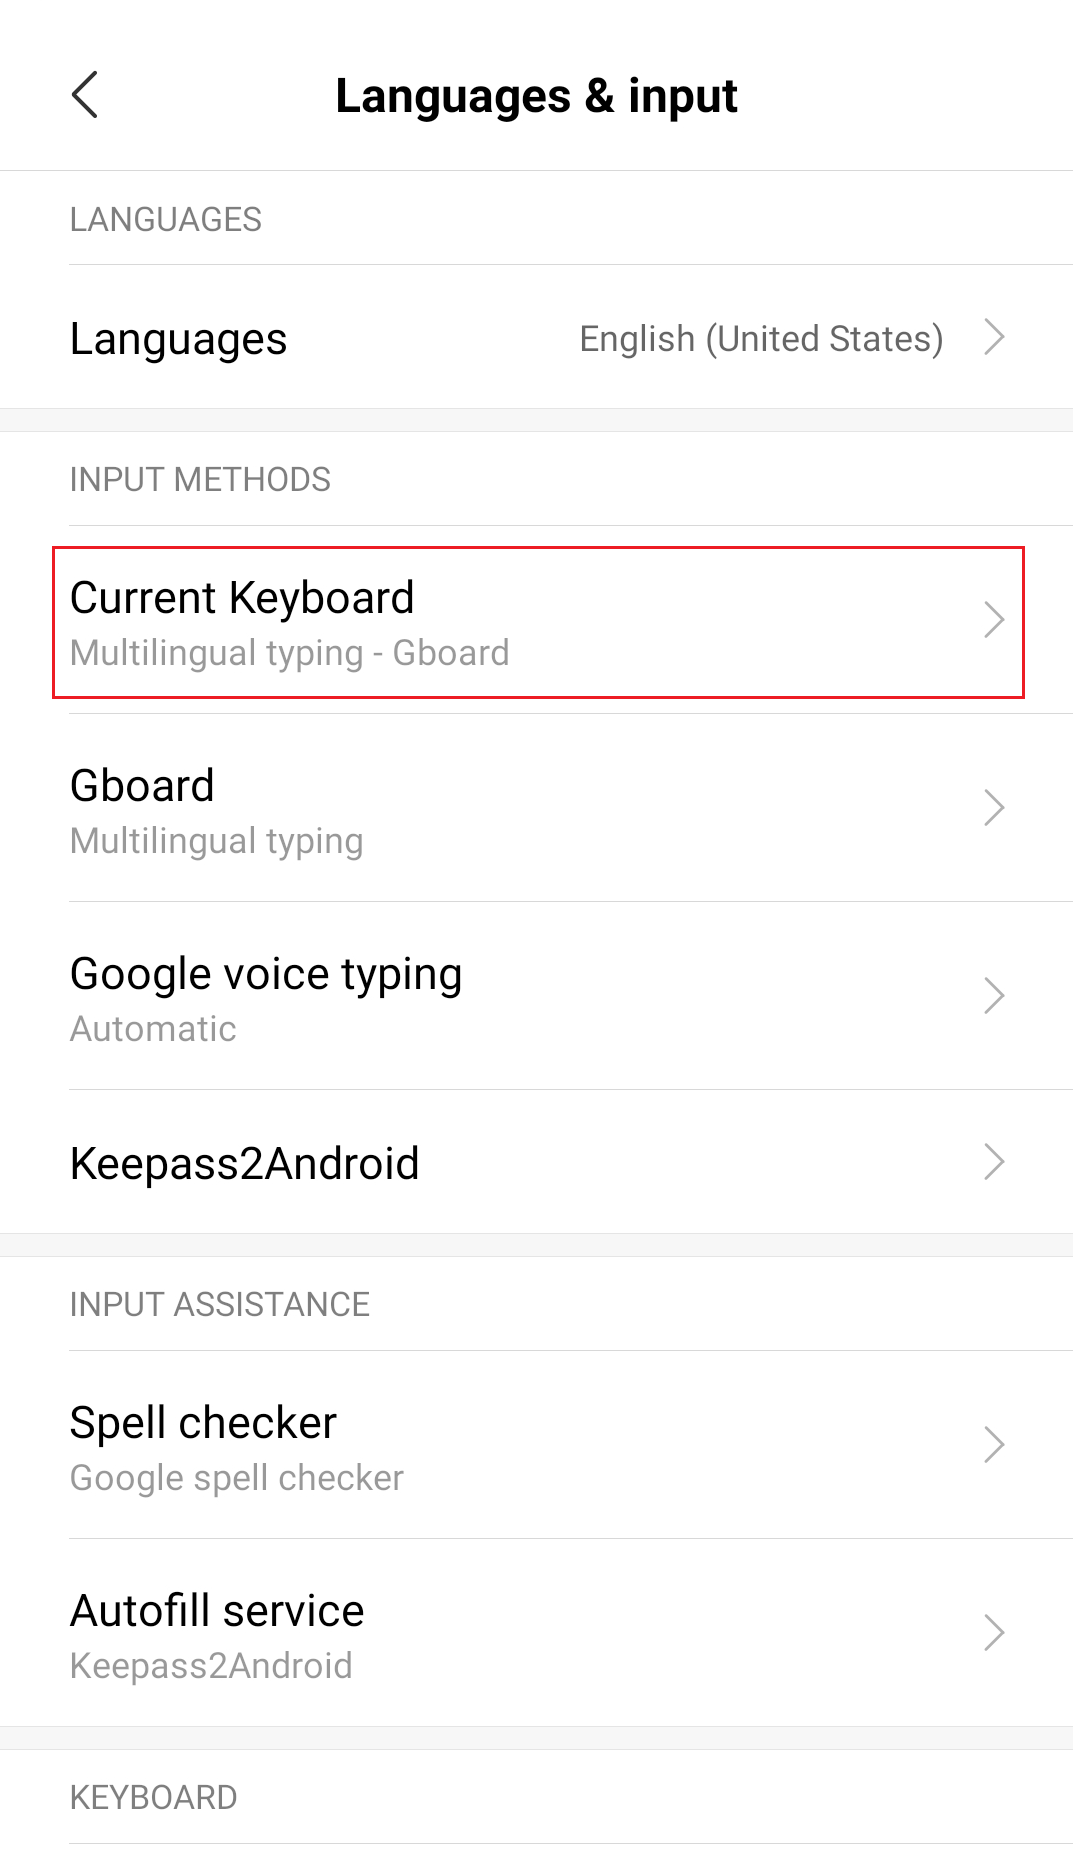 Languages & input
LANGUAGES
Languages English (United States)
INPUT METHODS
Current Keyboard
Multilingual typing - Gboard
Gboard
Multilingual typing
Google voice typing
Automatic
Keepass2Android
INPUT ASSISTANCE
Spell checker
Google spell checker
Autofill service
Keepass2Android
KEYBOARD